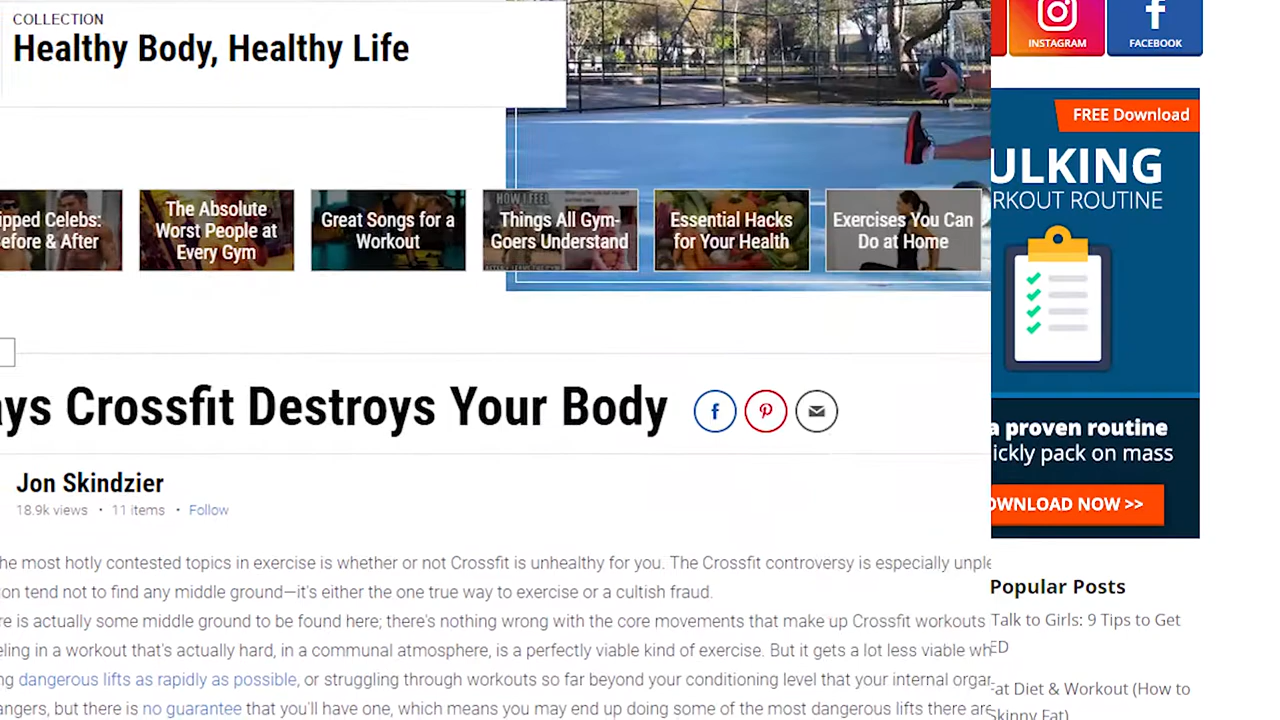 COLLECTION
Healthy Body, Healthy Life
INSTAGRAM
FACEBOOK
FREE Download
ULKING
RKOUT ROUTINE
ipped Celebs:
efore & After
The Absolute
Worst People at
Every Gym
Great Songs for a
Workout
HOW I FEEL
Things All Gym-
Goers Understand
Essential Hacks
for Your Health
Exercises You Can
Do at Home
ays Crossfit Destroys Your Body
a proven routine
ickly pack on mass
OWNLOAD NOW >>
Jon Skindzier
18.9k views • 11 items • Follow
he most hotly contested topics in exercise is whether or not Crossfit is unhealthy for you. The Crossfit controversy is especially unple
on tend not to find any middle ground—it's either the one true way to exercise or a cultish fraud.
re is actually some middle ground to be found here; there's nothing wrong with the core movements that make up Crossfit workouts
eling in a workout that's actually hard, in a communal atmosphere, is a perfectly viable kind of exercise. But it gets a lot less viable wh
ng dangerous lifts as rapidly as possible, or struggling through workouts so far beyond your conditioning level that your internal organ
angers, but there is no guarantee that you'll have one, which means you may end up doing some of the most dangerous lifts there are
Popular Posts
Talk to Girls: 9 Tips to Get
ED
Fat Diet & Workout (How to
Skinny Fat)